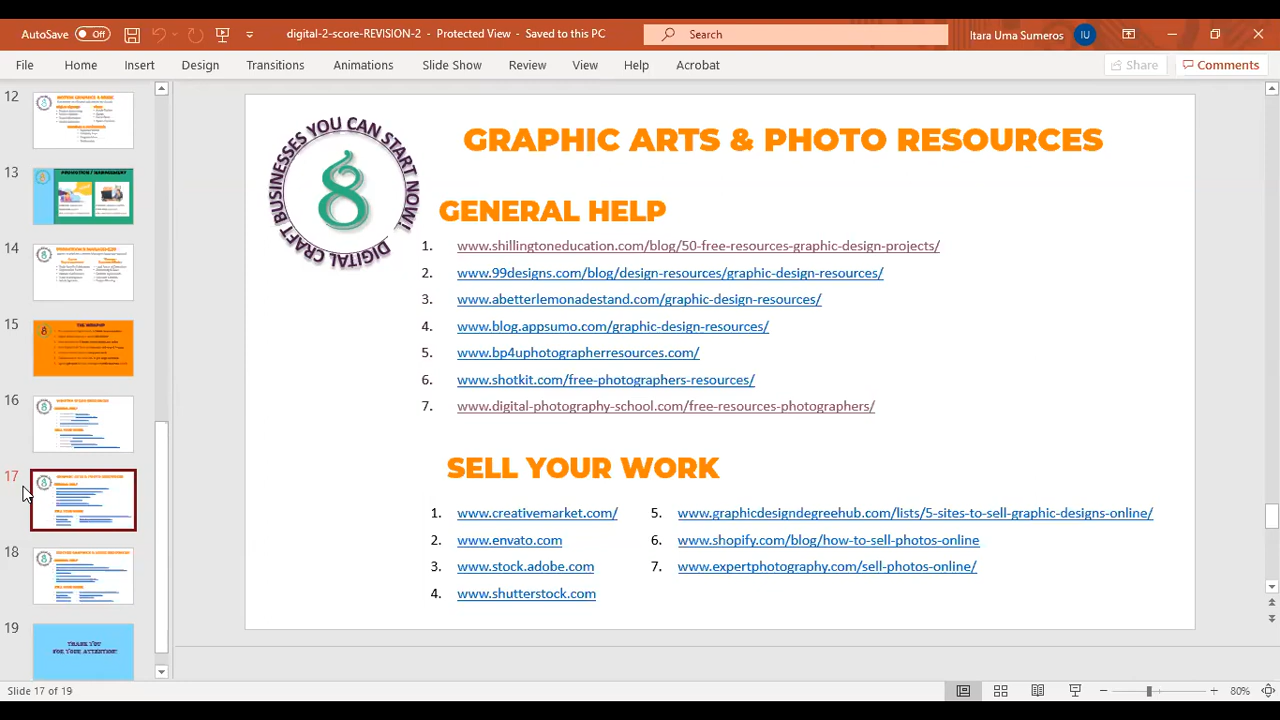 AutoSave Off
digital-2-score-REVISION-2 - Protected View - Saved to this PC
Search
Itara Uma Sumeros IU
File Home Insert Design Transitions Animations Slide Show Review View Help Acrobat
Share Comments
12
13
14
15
16
17
18
19
THANK YOU
FOR YOUR ATTENTION!
8 DIGITAL CRAFT BUSINESSES YOU CAN START NOW!
GRAPHIC ARTS & PHOTO RESOURCES
GENERAL HELP
1. www.shillingtoneducation.com/blog/50-free-resources-graphic-design-projects/
2. www.99designs.com/blog/design-resources/graphic-design-resources/
3. www.abetterlemonadestand.com/graphic-design-resources/
4. www.blog.appsumo.com/graphic-design-resources/
5. www.bp4uphotographerresources.com/
6. www.shotkit.com/free-photographers-resources/
7. www.digital-photography-school.com/free-resources-photographers/
SELL YOUR WORK
1. www.creativemarket.com/
2. www.envato.com
3. www.stock.adobe.com
4. www.shutterstock.com
5. www.graphicdesigndegreehub.com/lists/5-sites-to-sell-graphic-designs-online/
6. www.shopify.com/blog/how-to-sell-photos-online
7. www.expertphotography.com/sell-photos-online/
Slide 17 of 19
80%